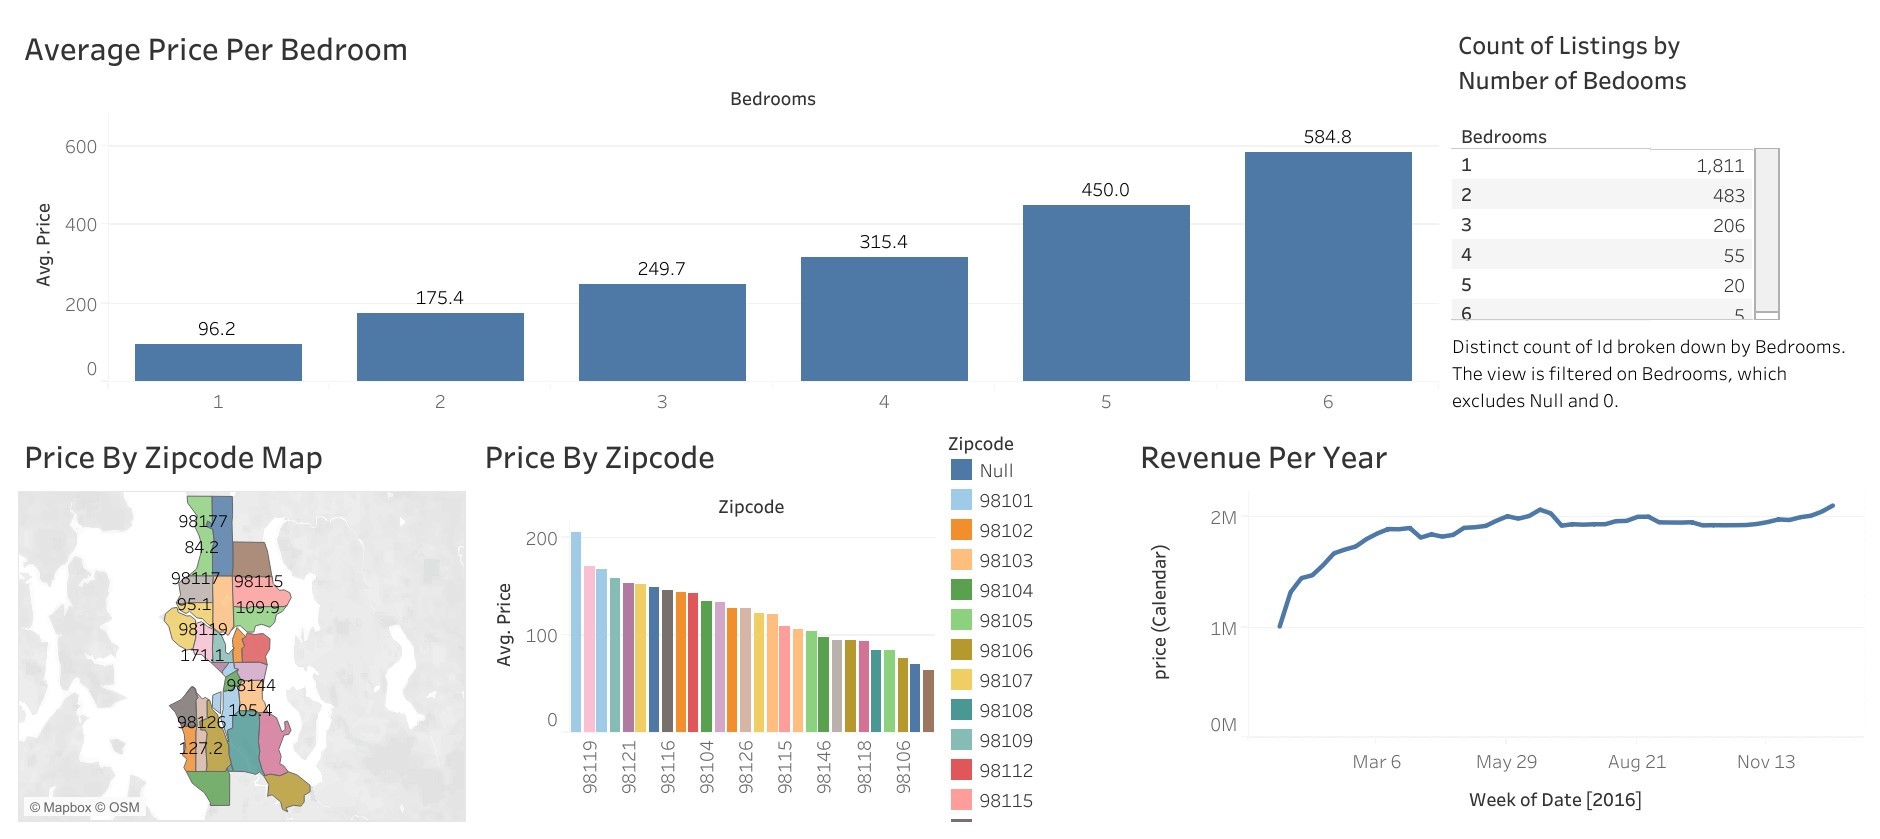 Average Price Per Bedroom
Bedrooms
Avg. Price
600
400
200
0
96.2
175.4
249.7
315.4
450.0
584.8
1
2
3
4
5
6
Count of Listings by
Number of Bedooms
Bedrooms
1 1,811
2 483
3 206
4 55
5 20
6 5
Distinct count of Id broken down by Bedrooms.
The view is filtered on Bedrooms, which
excludes Null and 0.
Price By Zipcode Map
98177
84.2
98117
95.1
98115
109.9
98119
171.1
98144
105.4
98126
127.2
© Mapbox © OSM
Price By Zipcode
Zipcode
Avg. Price
200
100
0
98119
98121
98116
98104
98126
98115
98146
98118
98106
Zipcode
Null
98101
98102
98103
98104
98105
98106
98107
98108
98109
98112
98115
Revenue Per Year
price (Calendar)
2M
1M
0M
Mar 6
May 29
Aug 21
Nov 13
Week of Date [2016]